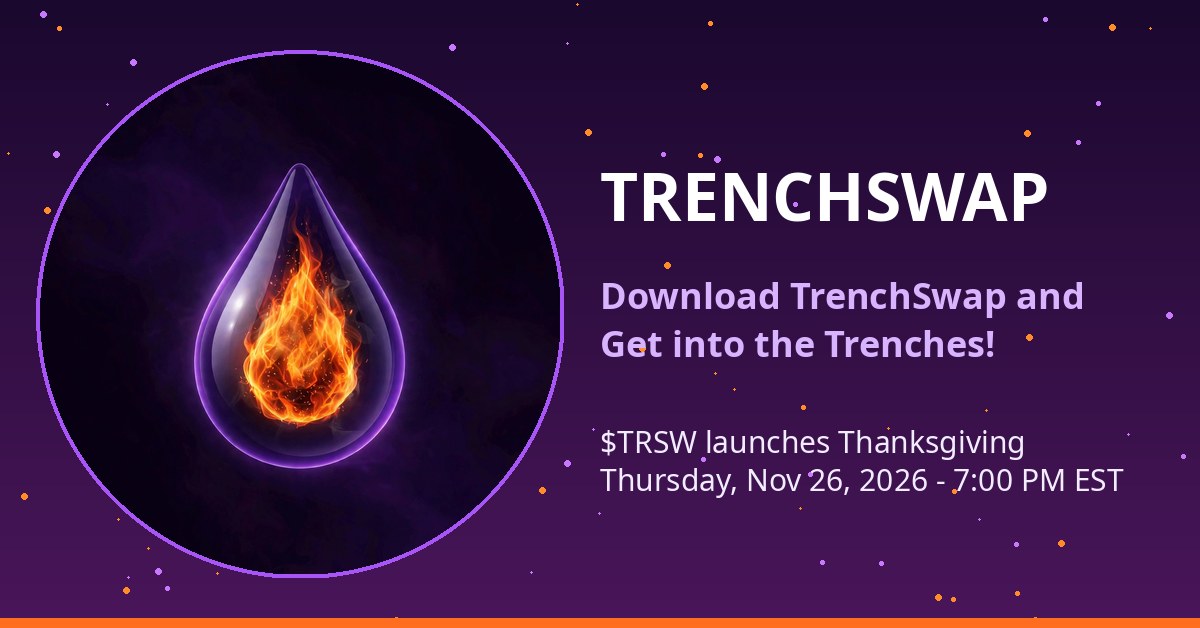 TRENCHSWAP
Download TrenchSwap and
Get into the Trenches!
$TRSW launches Thanksgiving
Thursday, Nov 26, 2026 - 7:00 PM EST